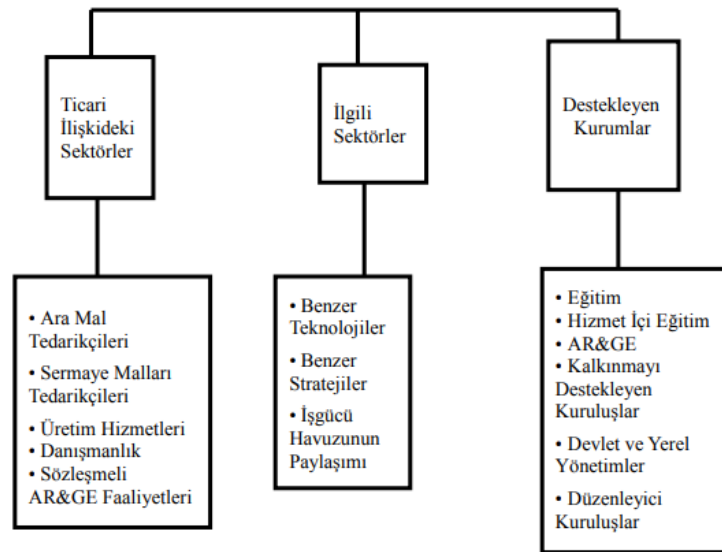 Ticari
İlişkideki
Sektörler
İlgili
Sektörler
Destekleyen
Kurumlar
• Ara Mal
Tedarikçileri
• Sermaye Malları
Tedarikçileri
• Üretim Hizmetleri
• Danışmanlık
• Sözleşmeli
AR&GE Faaliyetleri
• Benzer
Teknolojiler
• Benzer
Stratejiler
• İşgücü
Havuzunun
Paylaşımı
• Eğitim
• Hizmet İçi Eğitim
• AR&GE
• Kalkınmayı
Destekleyen
Kuruluşlar
• Devlet ve Yerel
Yönetimler
• Düzenleyici
Kuruluşlar